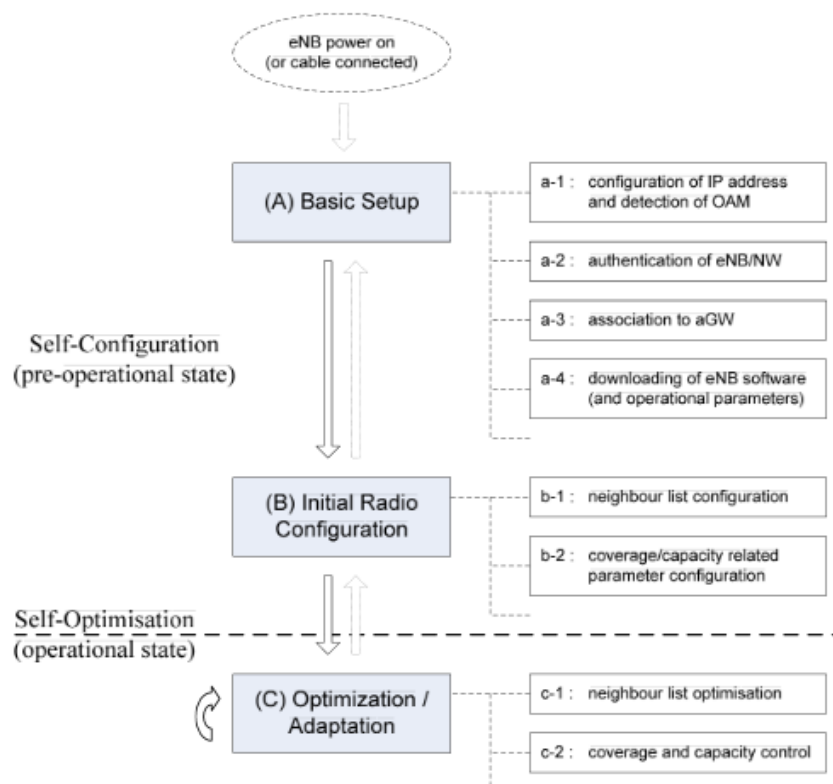 eNB power on
(or cable connected)
(A) Basic Setup
a-1 : configuration of IP address
and detection of OAM
a-2 : authentication of eNB/NW
a-3 : association to aGW
a-4 : downloading of eNB software
(and operational parameters)
Self-Configuration
(pre-operational state)
(B) Initial Radio
Configuration
b-1 : neighbour list configuration
b-2 : coverage/capacity related
parameter configuration
Self-Optimisation
(operational state)
(C) Optimization /
Adaptation
c-1 : neighbour list optimisation
c-2 : coverage and capacity control